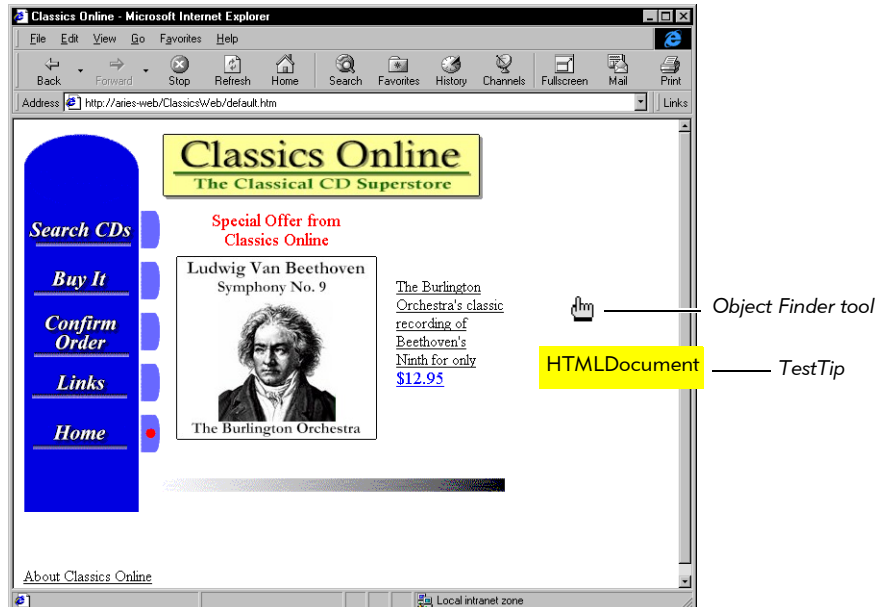 Classics Online - Microsoft Internet Explorer
File Edit View Go Favorites Help
Back Forward Stop Refresh Home Search Favorites History Channels Fullscreen Mail Print
Address http://aries-web/ClassicsWeb/default.htm Links
Classics Online
The Classical CD Superstore
Search CDs
Buy It
Confirm
Order
Links
Home
Special Offer from
Classics Online
Ludwig Van Beethoven
Symphony No. 9
The Burlington Orchestra
The Burlington
Orchestra's classic
recording of
Beethoven's
Ninth for only
$12.95
Object Finder tool
HTMLDocument
TestTip
About Classics Online
Local intranet zone